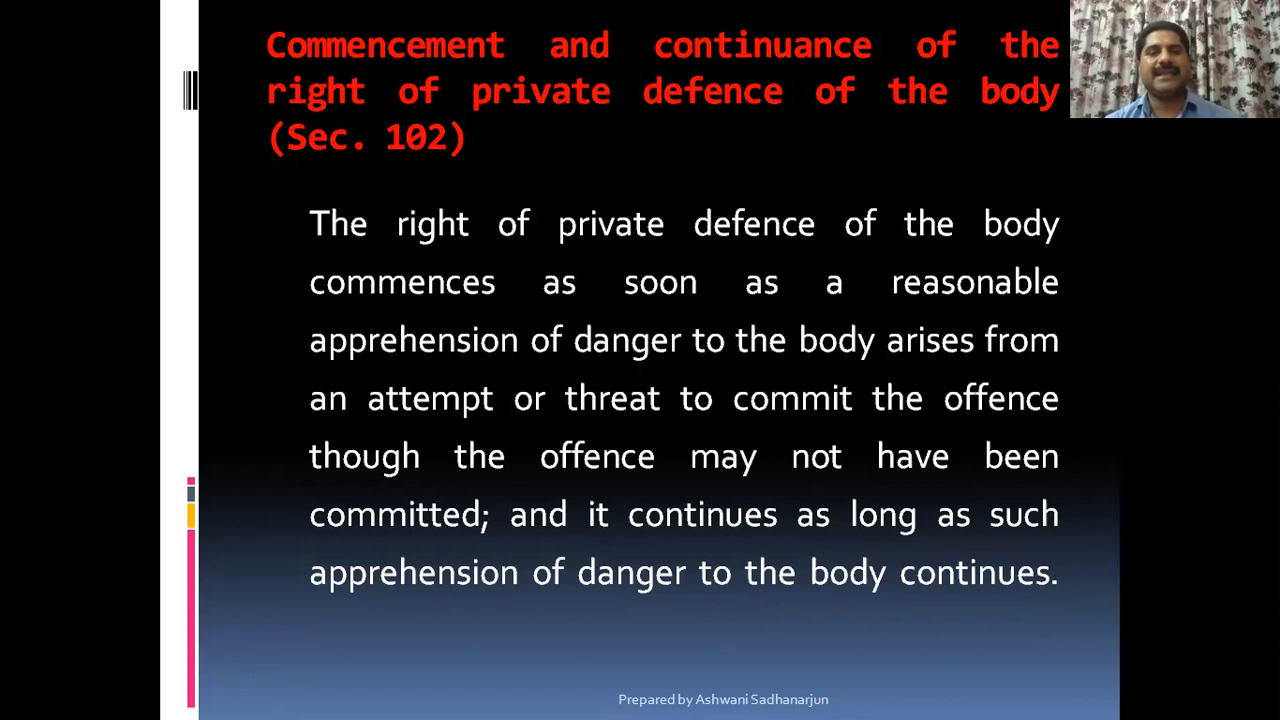 Commencement and continuance of the
right of private defence of the body
(Sec. 102)
The right of private defence of the body
commences as soon as a reasonable
apprehension of danger to the body arises from
an attempt or threat to commit the offence
though the offence may not have been
committed; and it continues as long as such
apprehension of danger to the body continues.
Prepared by Ashwani Sadhanarjun